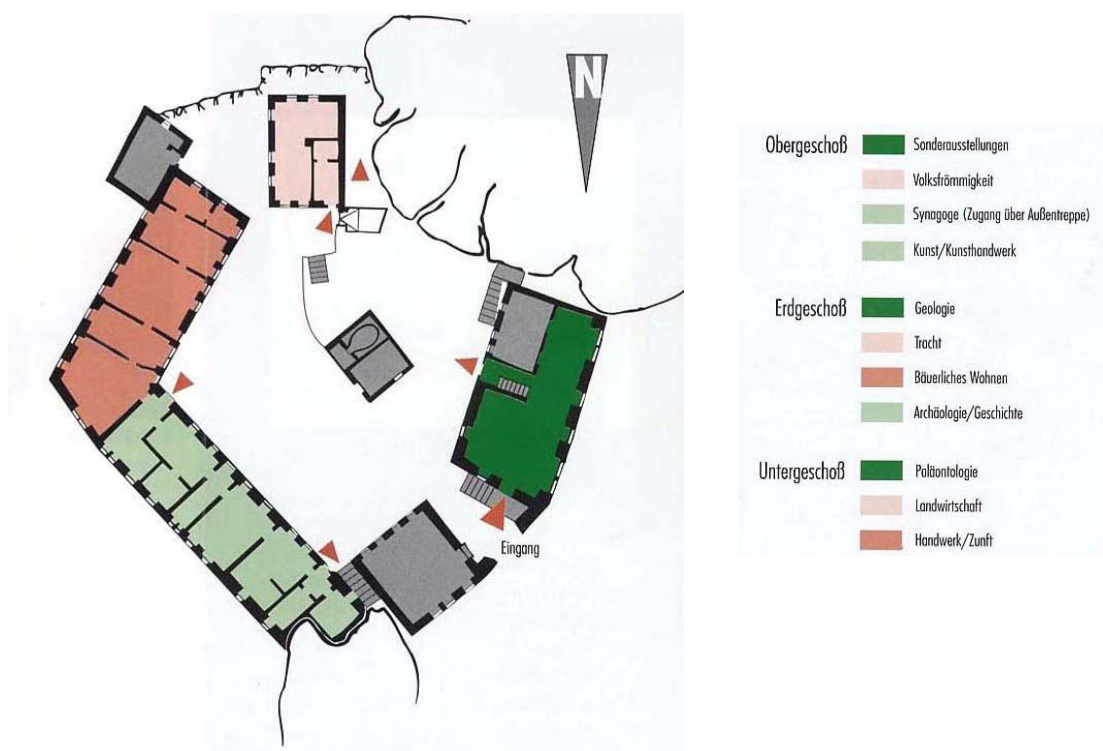 N
Eingang
Obergeschoß
Sonderausstellungen
Volksfrömmigkeit
Synagoge (Zugang über Außentreppe)
Kunst/Kunsthandwerk
Erdgeschoß
Geologie
Tracht
Bäuerliches Wohnen
Archäologie/Geschichte
Untergeschoß
Paläontologie
Landwirtschaft
Handwerk/Zunft